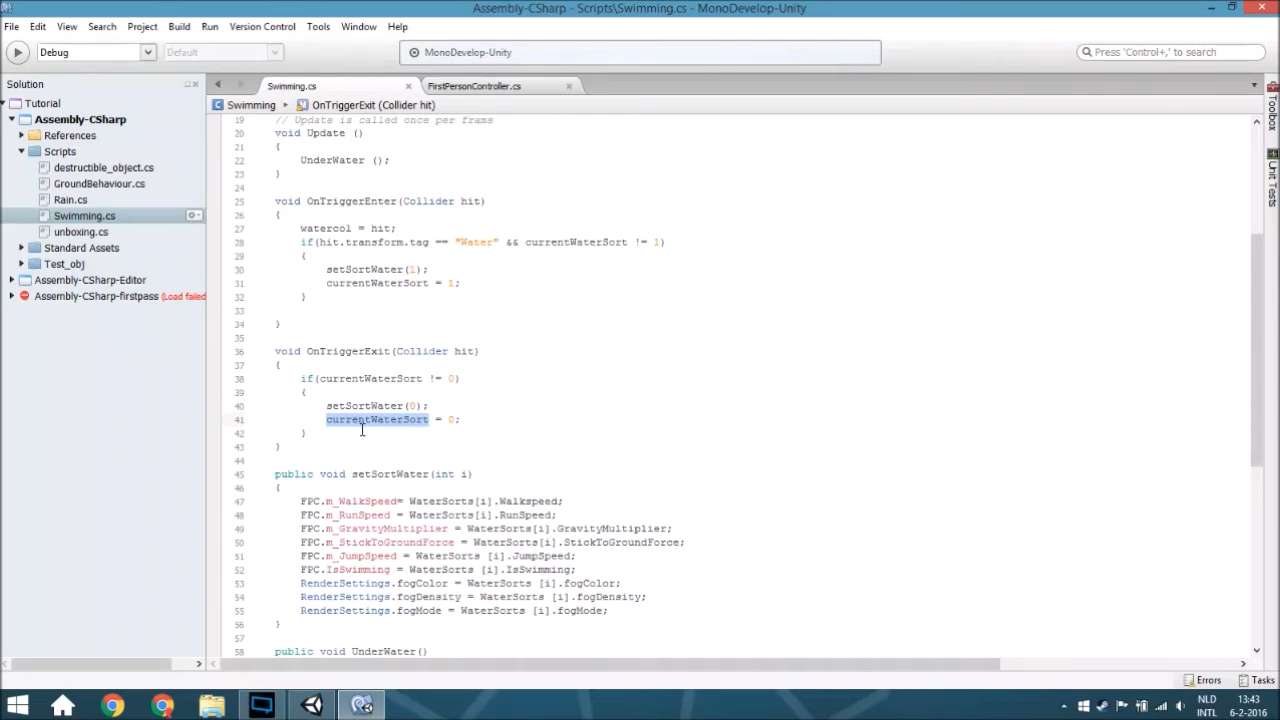 Assembly-CSharp - Scripts\Swimming.cs - MonoDevelop-Unity
File Edit View Search Project Build Run Version Control Tools Window Help
Debug Default MonoDevelop-Unity Press 'Control+,' to search
Solution
Tutorial
Assembly-CSharp
References
Scripts
destructible_object.cs
GroundBehaviour.cs
Rain.cs
Swimming.cs
unboxing.cs
Standard Assets
Test_obj
Assembly-CSharp-Editor
Assembly-CSharp-firstpass (Load failed
Swimming.cs FirstPersonController.cs
Swimming OnTriggerExit (Collider hit)
19 // Update is called once per frame
20 void Update ()
21 {
22 UnderWater ();
23 }
24
25 void OnTriggerEnter(Collider hit)
26 {
27 watercol = hit;
28 if(hit.transform.tag == "Water" && currentWaterSort != 1)
29 {
30 setSortWater(1);
31 currentWaterSort = 1;
32 }
33
34 }
35
36 void OnTriggerExit(Collider hit)
37 {
38 if(currentWaterSort != 0)
39 {
40 setSortWater(0);
41 currentWaterSort = 0;
42 }
43 }
44
45 public void setSortWater(int i)
46 {
47 FPC.m_WalkSpeed= WaterSorts[i].Walkspeed;
48 FPC.m_RunSpeed = WaterSorts[i].RunSpeed;
49 FPC.m_GravityMultiplier = WaterSorts[i].GravityMultiplier;
50 FPC.m_StickToGroundForce = WaterSorts[i].StickToGroundForce;
51 FPC.m_JumpSpeed = WaterSorts [i].JumpSpeed;
52 FPC.IsSwimming = WaterSorts [i].IsSwimming;
53 RenderSettings.fogColor = WaterSorts [i].fogColor;
54 RenderSettings.fogDensity = WaterSorts [i].fogDensity;
55 RenderSettings.fogMode = WaterSorts [i].fogMode;
56 }
57
58 public void UnderWater()
Toolbox
Unit Tests
Errors Tasks
NLD 13:43
INTL 6-2-2016